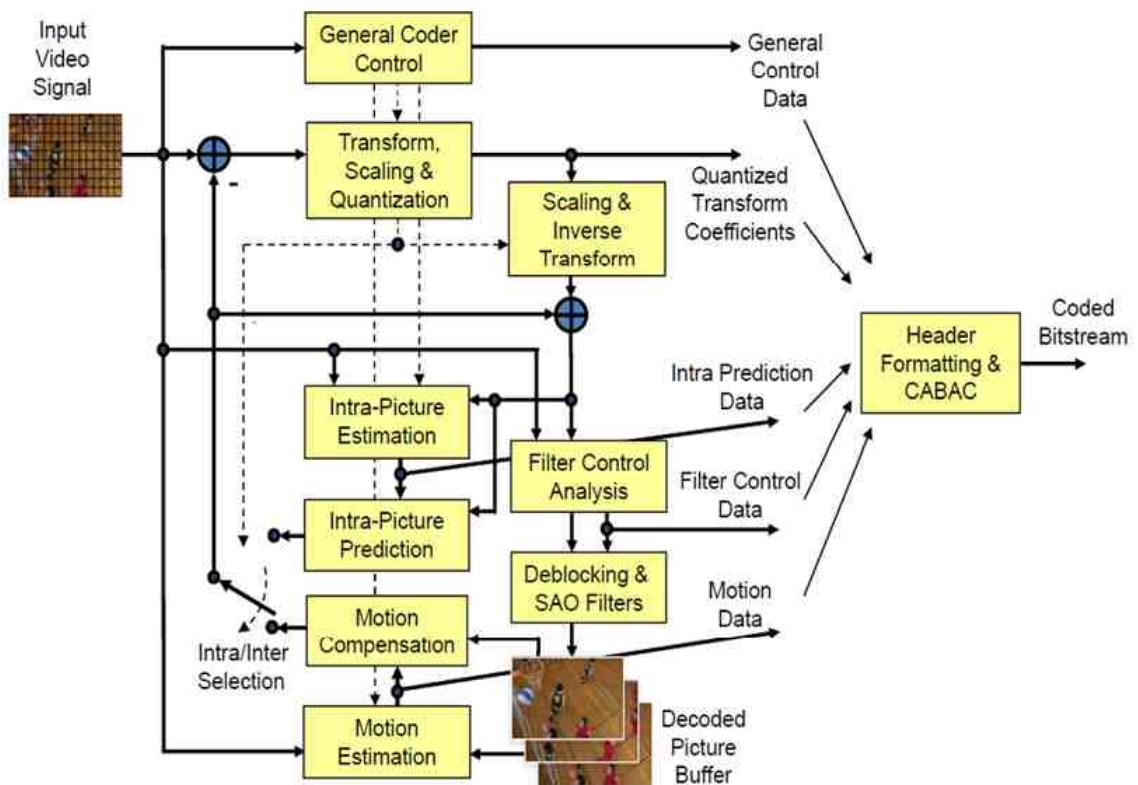 Input
Video
Signal
General Coder
Control
General
Control
Data
Transform,
Scaling &
Quantization
-
Quantized
Transform
Coefficients
Scaling &
Inverse
Transform
Coded
Bitstream
Header
Formatting &
CABAC
Intra Prediction
Data
Intra-Picture
Estimation
Filter Control
Analysis
Filter Control
Data
Intra-Picture
Prediction
Deblocking &
SAO Filters
Motion
Data
Motion
Compensation
Intra/Inter
Selection
Motion
Estimation
Decoded
Picture
Buffer